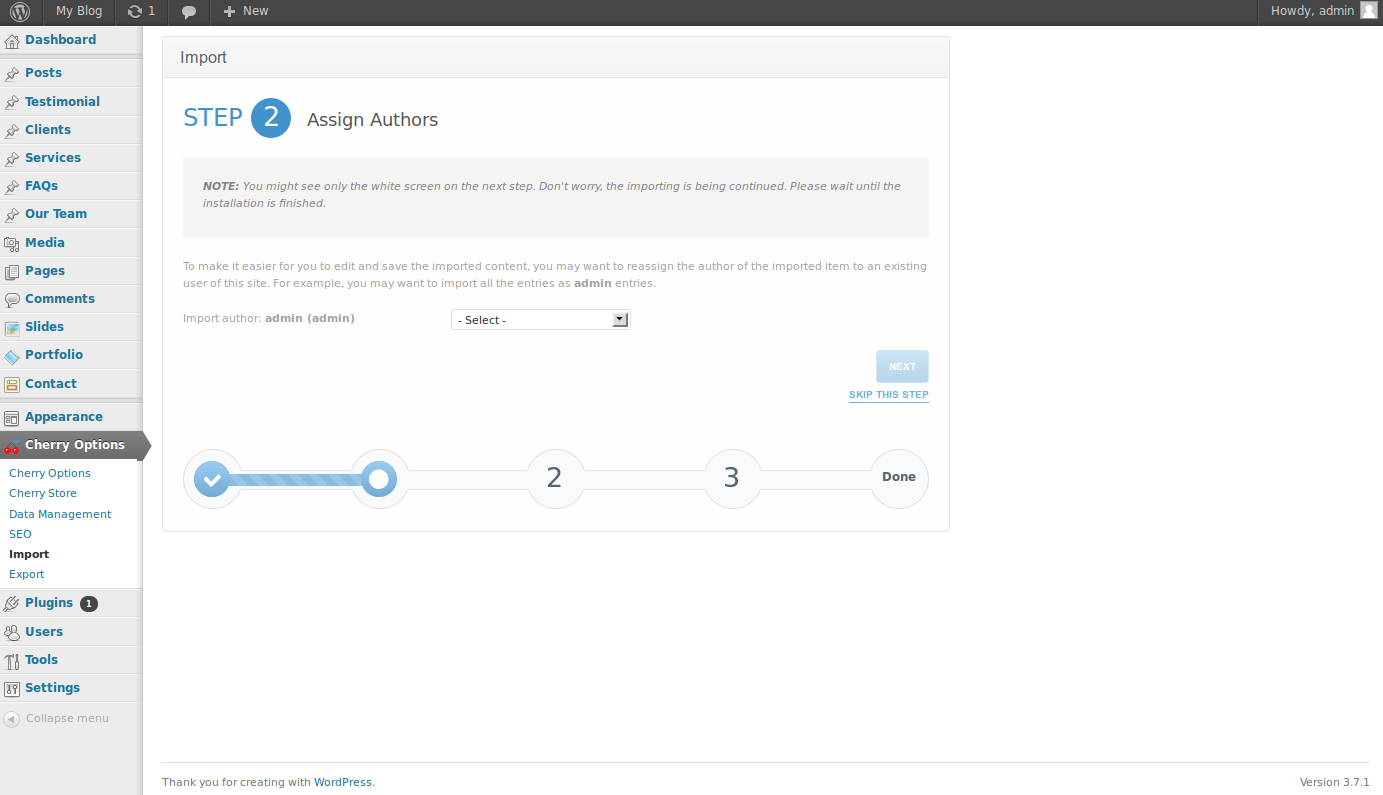 My Blog
1
New
Howdy, admin
Dashboard
Posts
Testimonial
Clients
Services
FAQs
Our Team
Media
Pages
Comments
Slides
Portfolio
Contact
Appearance
Cherry Options
Cherry Options
Cherry Store
Data Management
SEO
Import
Export
Plugins 1
Users
Tools
Settings
Collapse menu
Import
STEP 2 Assign Authors
NOTE: You might see only the white screen on the next step. Don't worry, the importing is being continued. Please wait until the
installation is finished.
To make it easier for you to edit and save the imported content, you may want to reassign the author of the imported item to an existing
user of this site. For example, you may want to import all the entries as admin entries.
Import author: admin (admin)
- Select -
NEXT
SKIP THIS STEP
2
3
Done
Thank you for creating with WordPress.
Version 3.7.1